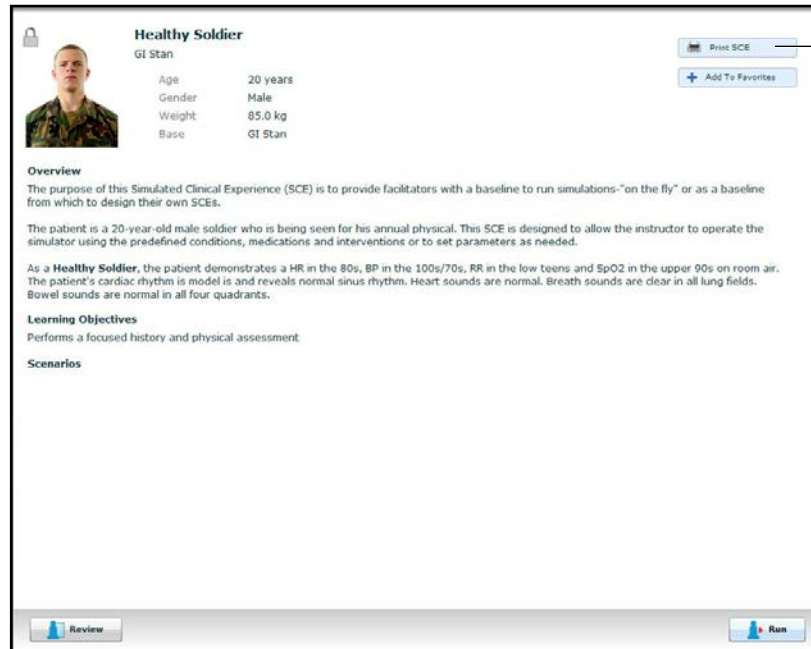 Healthy Soldier
GI Stan
Age 20 years
Gender Male
Weight 85.0 kg
Base GI Stan
Print SCE
Add To Favorites
Overview
The purpose of this Simulated Clinical Experience (SCE) is to provide facilitators with a baseline to run simulations-"on the fly" or as a baseline
from which to design their own SCEs.
The patient is a 20-year-old male soldier who is being seen for his annual physical. This SCE is designed to allow the instructor to operate the
simulator using the predefined conditions, medications and interventions or to set parameters as needed.
As a Healthy Soldier, the patient demonstrates a HR in the 80s, BP in the 100s/70s, RR in the low teens and SpO2 in the upper 90s on room air.
The patient's cardiac rhythm is model is and reveals normal sinus rhythm. Heart sounds are normal. Breath sounds are clear in all lung fields.
Bowel sounds are normal in all four quadrants.
Learning Objectives
Performs a focused history and physical assessment
Scenarios
Review
Run